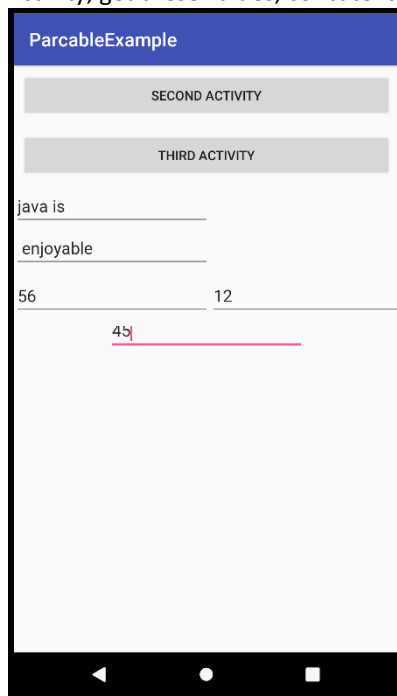 ParcableExample
SECOND ACTIVITY
THIRD ACTIVITY
java is
enjoyable
56 12
45